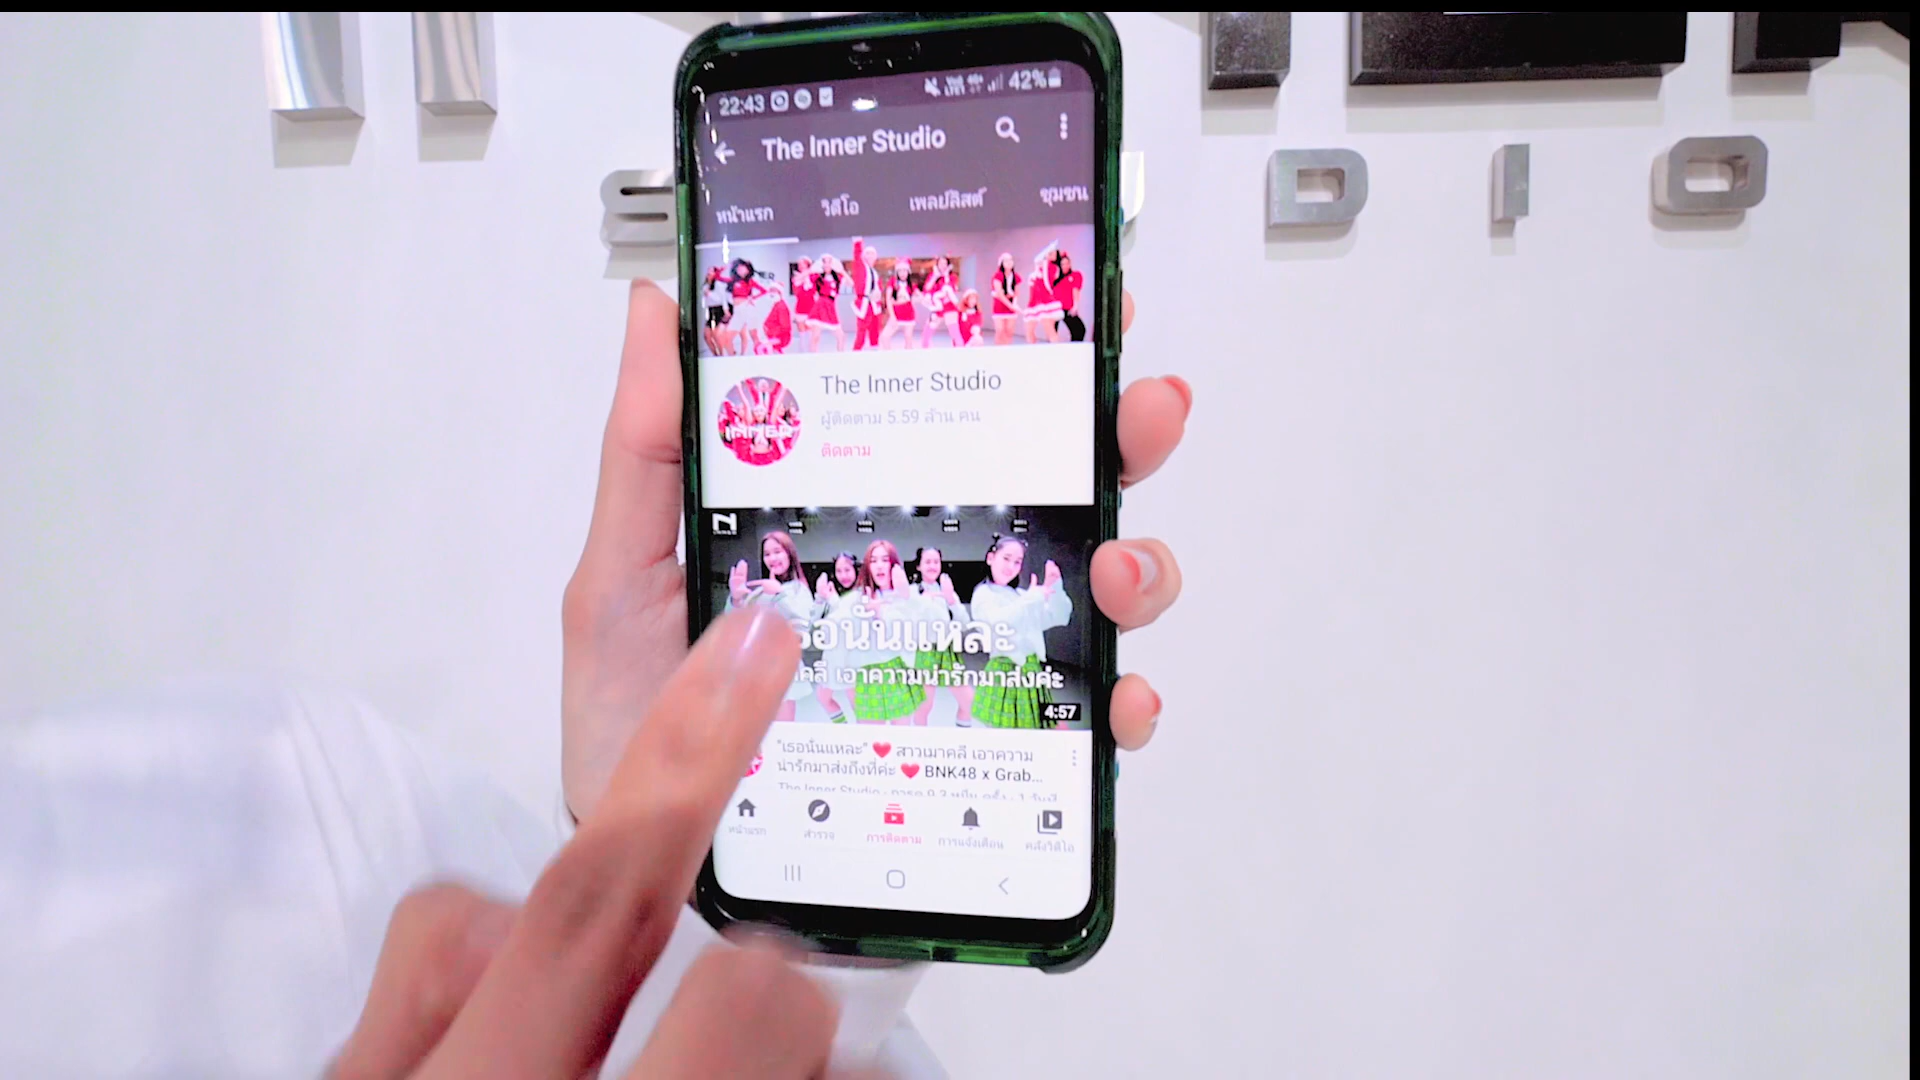 22:43
42%
The Inner Studio
หน้าแรก
วิดีโอ
เพลย์ลิสต์
ชุมชน
S
D I O
The Inner Studio
ผู้ติดตาม 5.59 ล้าน คน
ติดตาม
INNER
ธอนั่นแหละ
คลี เอาความน่ารักมาส่งค่ะ
4:57
"เธอนั่นแหละ" ❤️ สาวเมาคลี เอาความ
น่ารักมาส่งถึงที่ค่ะ ❤️ BNK48 x Grab...
The Inner Studio
หน้าแรก
สำรวจ
การติดตาม
การแจ้งเตือน
คลังวิดีโอ